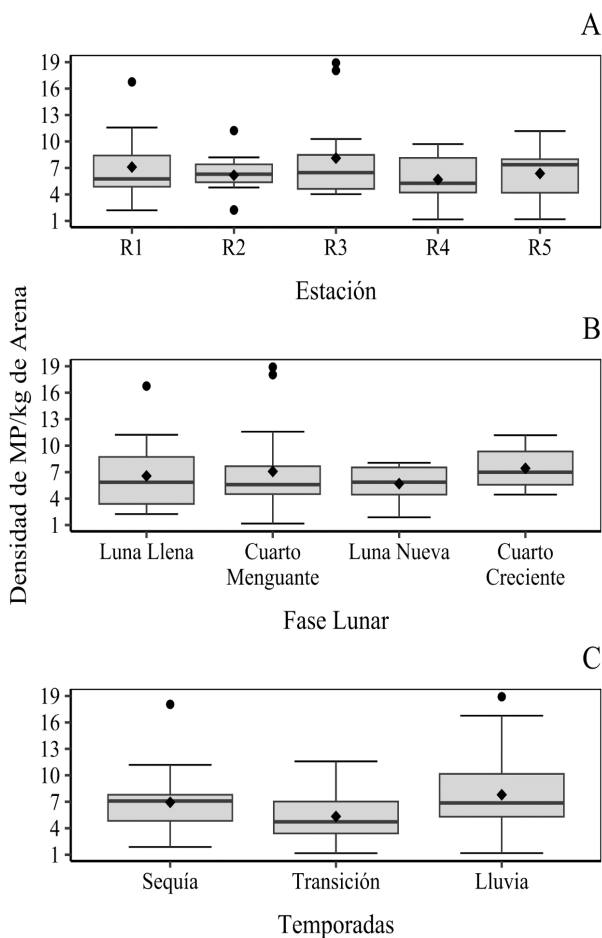 A
19
16
13
10
7
4
1
R1 R2 R3 R4 R5
Estación
Densidad de MP/kg de Arena
B
19
16
13
10
7
4
1
Luna Llena Cuarto Menguante Luna Nueva Cuarto Creciente
Fase Lunar
C
19
16
13
10
7
4
1
Sequía Transición Lluvia
Temporadas